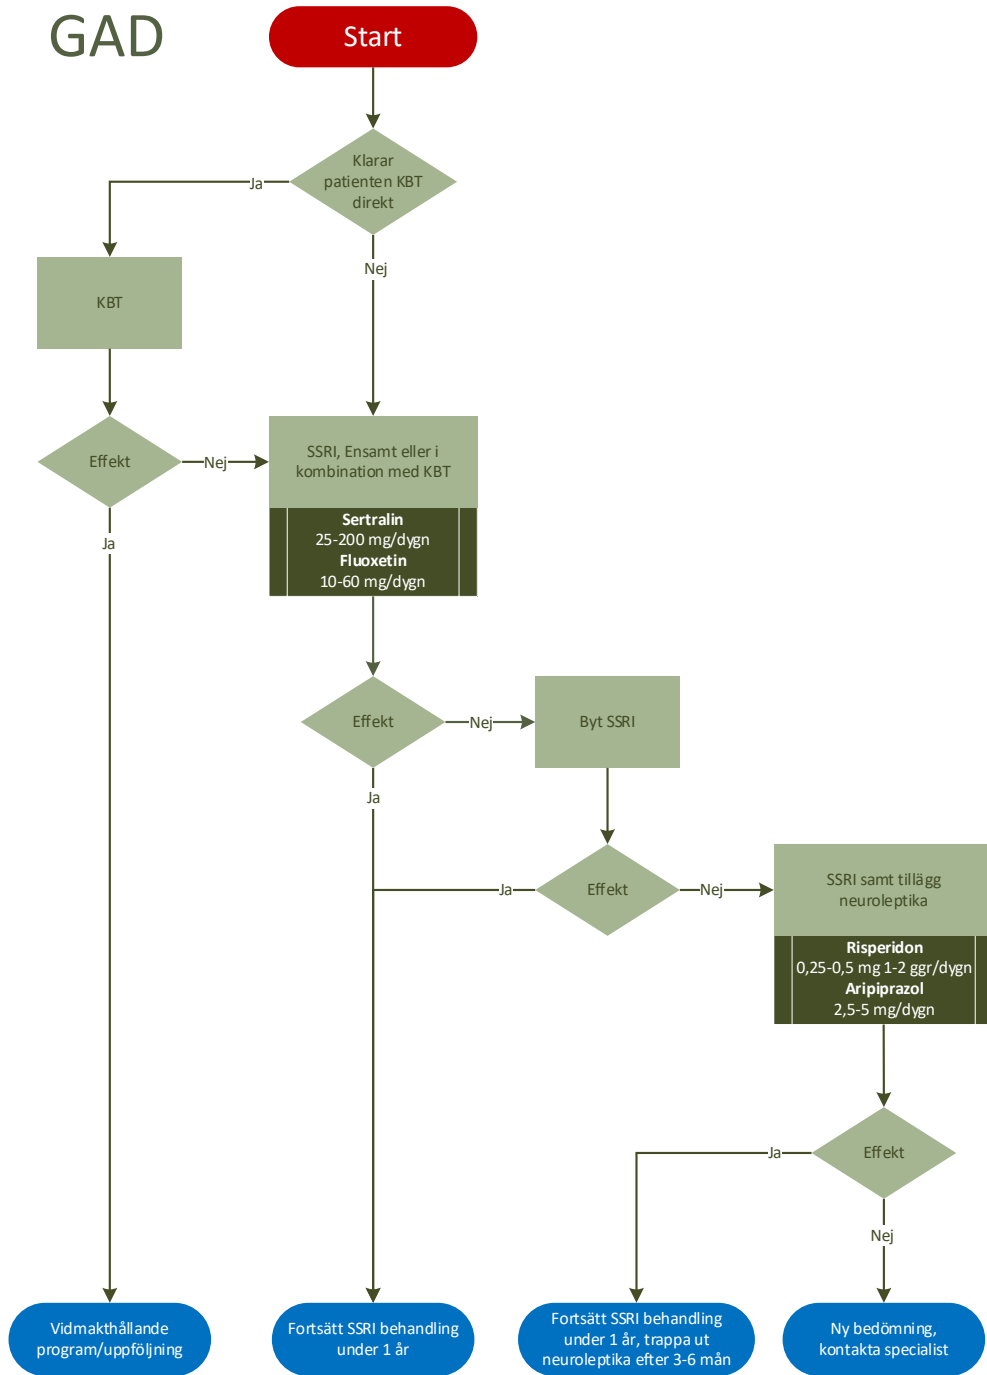 GAD
Start
Klarar
patienten KBT
direkt
Ja
Nej
KBT
Effekt
Nej
SSRI, Ensamt eller i
kombination med KBT
Sertralin
25-200 mg/dygn
Fluoxetin
10-60 mg/dygn
Ja
Effekt
Nej
Byt SSRI
Ja
Ja
Effekt
Nej
SSRI samt tillägg
neuroleptika
Risperidon
0,25-0,5 mg 1-2 ggr/dygn
Aripiprazol
2,5-5 mg/dygn
Ja
Effekt
Nej
Vidmakthållande
program/uppföljning
Fortsätt SSRI behandling
under 1 år
Fortsätt SSRI behandling
under 1 år, trappa ut
neuroleptika efter 3-6 mån
Ny bedömning,
kontakta specialist